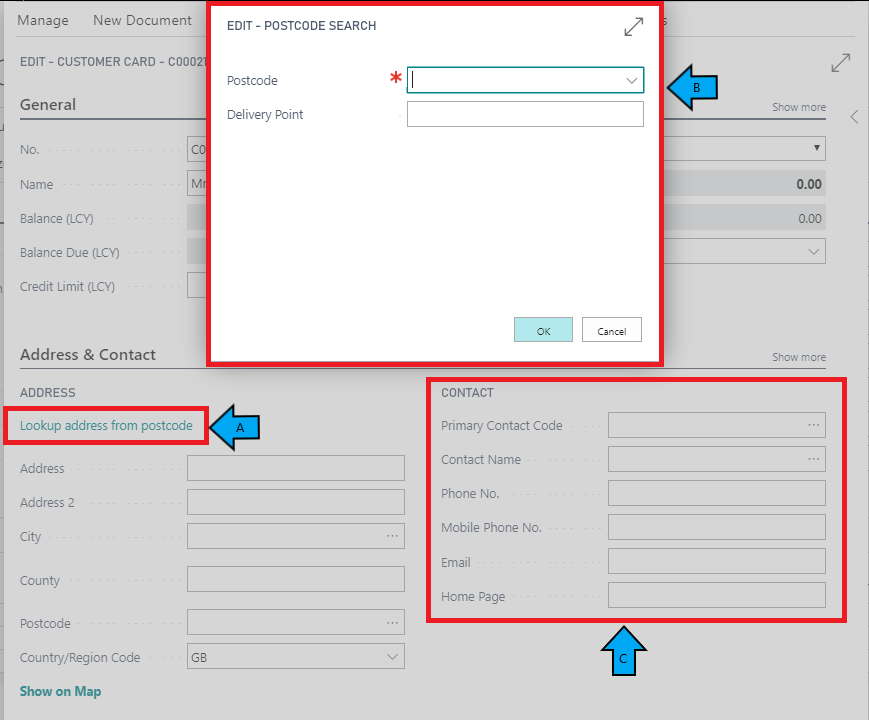 Manage New Document
EDIT - POSTCODE SEARCH
EDIT - CUSTOMER CARD - C0002
Postcode *
B
Delivery Point
General
Show more
No. C0
Name Mr
0.00
Balance (LCY)
0.00
Balance Due (LCY)
Credit Limit (LCY)
OK Cancel
Address & Contact
Show more
ADDRESS
Lookup address from postcode
A
Address
Address 2
City ...
County
Postcode ...
Country/Region Code GB
Show on Map
CONTACT
Primary Contact Code ...
Contact Name ...
Phone No.
Mobile Phone No.
Email
Home Page
C